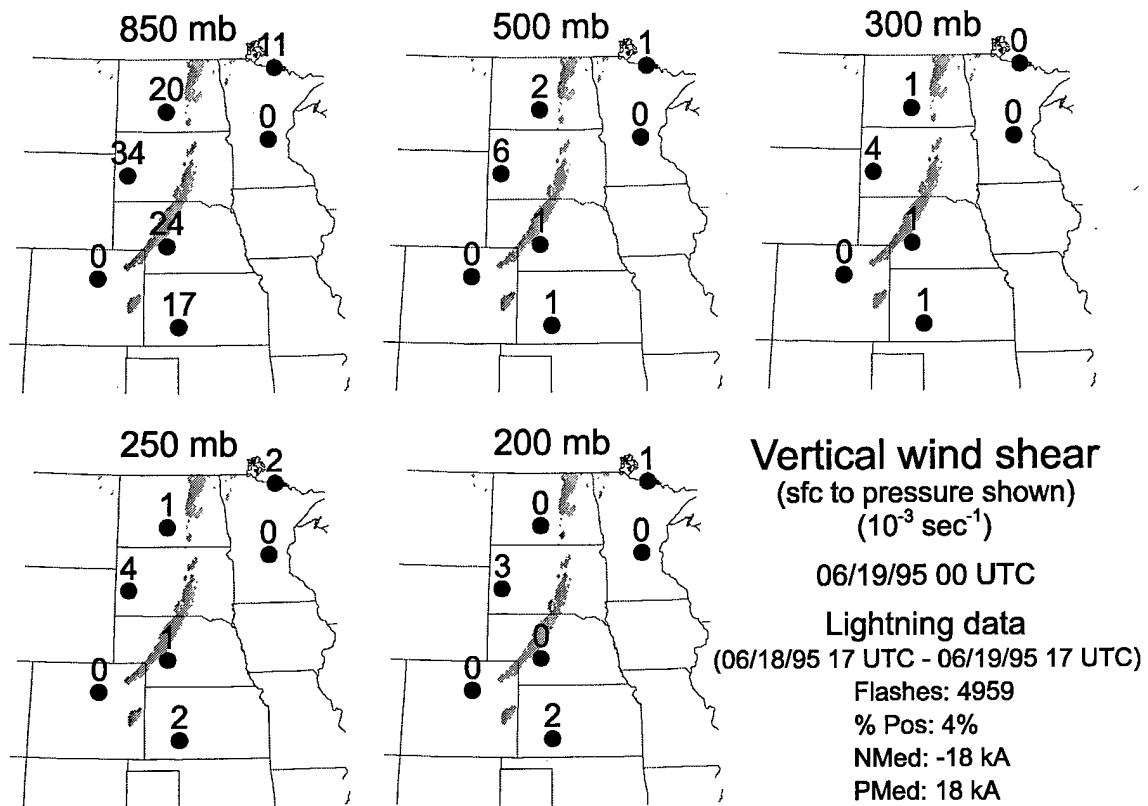 850 mb
11
20
0
34
24
0
17
500 mb
1
2
0
6
1
0
1
300 mb
0
1
0
4
1
0
1
250 mb
2
1
0
4
1
0
2
200 mb
1
0
0
3
0
0
2
Vertical wind shear
(sfc to pressure shown)
(10⁻³ sec⁻¹)
06/19/95 00 UTC
Lightning data
(06/18/95 17 UTC - 06/19/95 17 UTC)
Flashes: 4959
% Pos: 4%
NMed: -18 kA
PMed: 18 kA